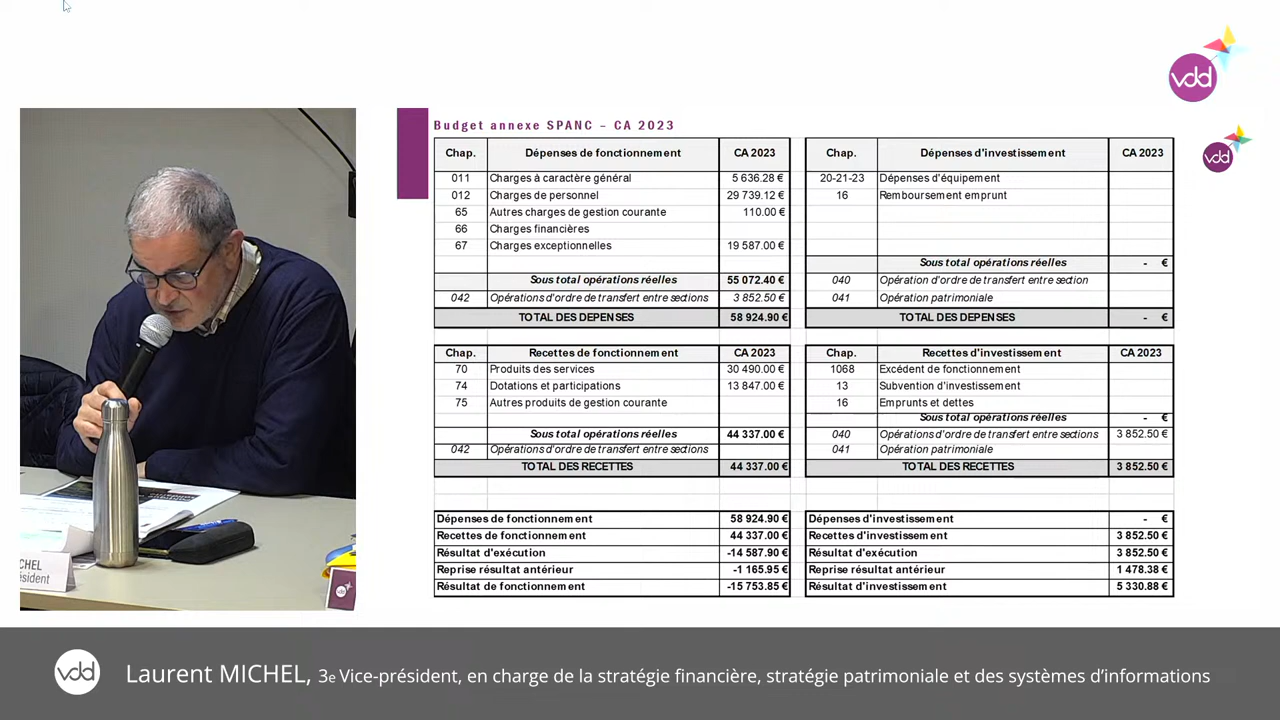 vdd
Budget annexe SPANC – CA 2023
vdd
Chap. Dépenses de fonctionnement CA 2023
011 Charges à caractère général 5 636.28 €
012 Charges de personnel 29 739.12 €
65 Autres charges de gestion courante 110.00 €
66 Charges financières
67 Charges exceptionnelles 19 587.00 €
Sous total opérations réelles 55 072.40 €
042 Opérations d'ordre de transfert entre sections 3 852.50 €
TOTAL DES DEPENSES 58 924.90 €
Chap. Dépenses d'investissement CA 2023
20-21-23 Dépenses d'équipement
16 Remboursement emprunt
Sous total opérations réelles - €
040 Opération d'ordre de transfert entre section
041 Opération patrimoniale
TOTAL DES DEPENSES - €
Chap. Recettes de fonctionnement CA 2023
70 Produits des services 30 490.00 €
74 Dotations et participations 13 847.00 €
75 Autres produits de gestion courante
Sous total opérations réelles 44 337.00 €
042 Opérations d'ordre de transfert entre sections
TOTAL DES RECETTES 44 337.00 €
Chap. Recettes d'investissement CA 2023
1068 Excédent de fonctionnement
13 Subvention d'investissement
16 Emprunts et dettes
Sous total opérations réelles - €
040 Opérations d'ordre de transfert entre sections 3 852.50 €
041 Opération patrimoniale
TOTAL DES RECETTES 3 852.50 €
Dépenses de fonctionnement 58 924.90 €
Recettes de fonctionnement 44 337.00 €
Résultat d'exécution -14 587.90 €
Reprise résultat antérieur -1 165.95 €
Résultat de fonctionnement -15 753.85 €
Dépenses d'investissement - €
Recettes d'investissement 3 852.50 €
Résultat d'exécution 3 852.50 €
Reprise résultat antérieur 1 478.38 €
Résultat d'investissement 5 330.88 €
CHEL
ésident
vdd
vdd
Laurent MICHEL, 3e Vice-président, en charge de la stratégie financière, stratégie patrimoniale et des systèmes d'informations